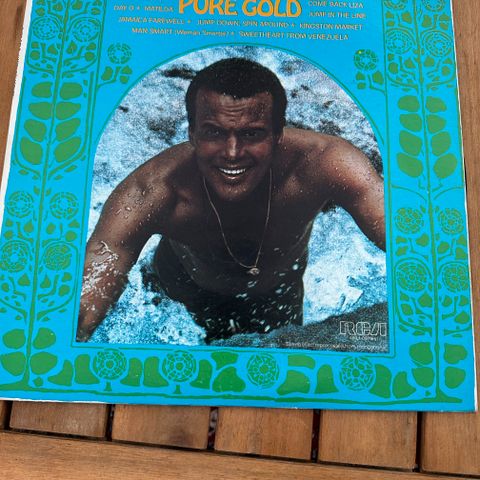 PURE GOLD
COME BACK LIZA
DAY O • MATILDA
JUMP IN THE LINE
JAMAICA FAREWELL • JUMP DOWN, SPIN AROUND • KINGSTON MARKET
MAN SMART (Woman Smarter) • SWEETHEART FROM VENEZUELA
RCA